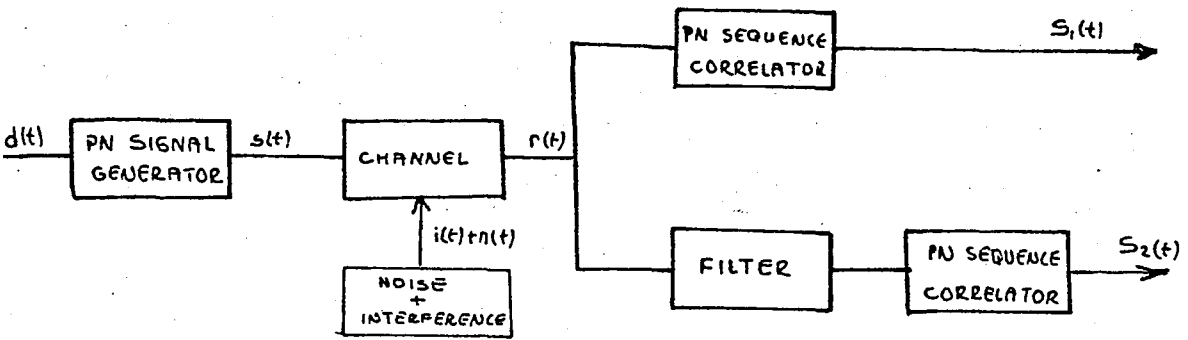 d(t)
PN SIGNAL
GENERATOR
s(t)
CHANNEL
r(t)
i(t)+n(t)
NOISE
+
INTERFERENCE
PN SEQUENCE
CORRELATOR
S₁(t)
FILTER
PN SEQUENCE
CORRELATOR
S₂(t)